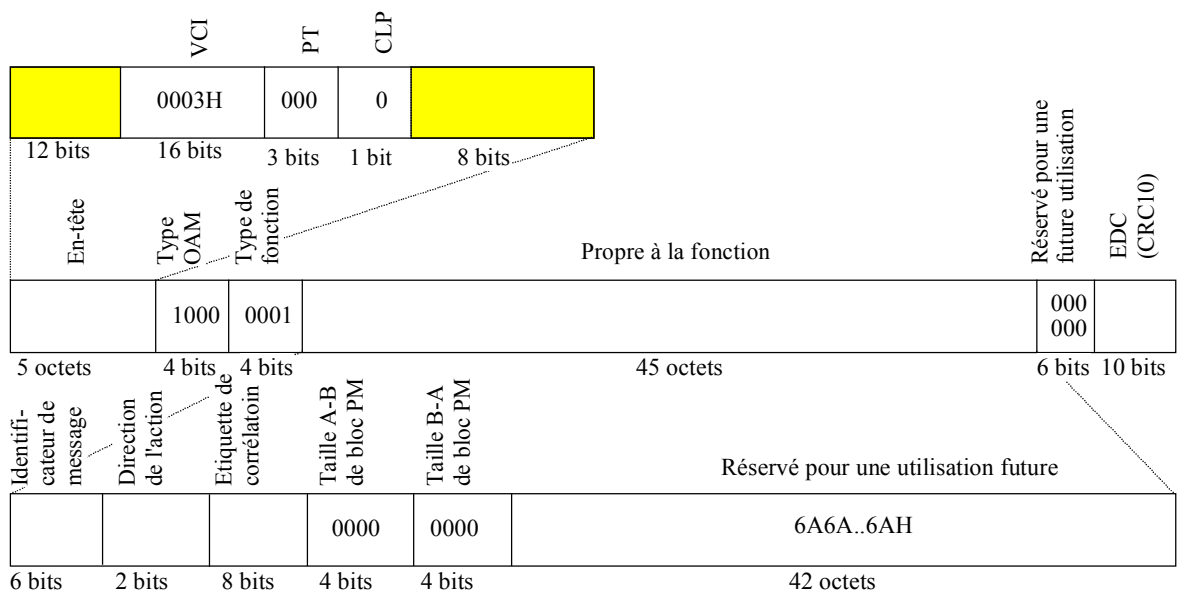 VCI
PT
CLP
0003H
000
0
12 bits
16 bits
3 bits
1 bit
8 bits
En-tête
Type
OAM
Type de
fonction
Propre à la fonction
Réservé pour une
future utilisation
EDC
(CRC10)
1000
0001
000
000
5 octets
4 bits
4 bits
45 octets
6 bits
10 bits
Identifi-
cateur de
message
Direction
de l'action
Etiquette de
corrélatoin
Taille A-B
de bloc PM
Taille B-A
de bloc PM
Réservé pour une utilisation future
0000
0000
6A6A..6AH
6 bits
2 bits
8 bits
4 bits
4 bits
42 octets